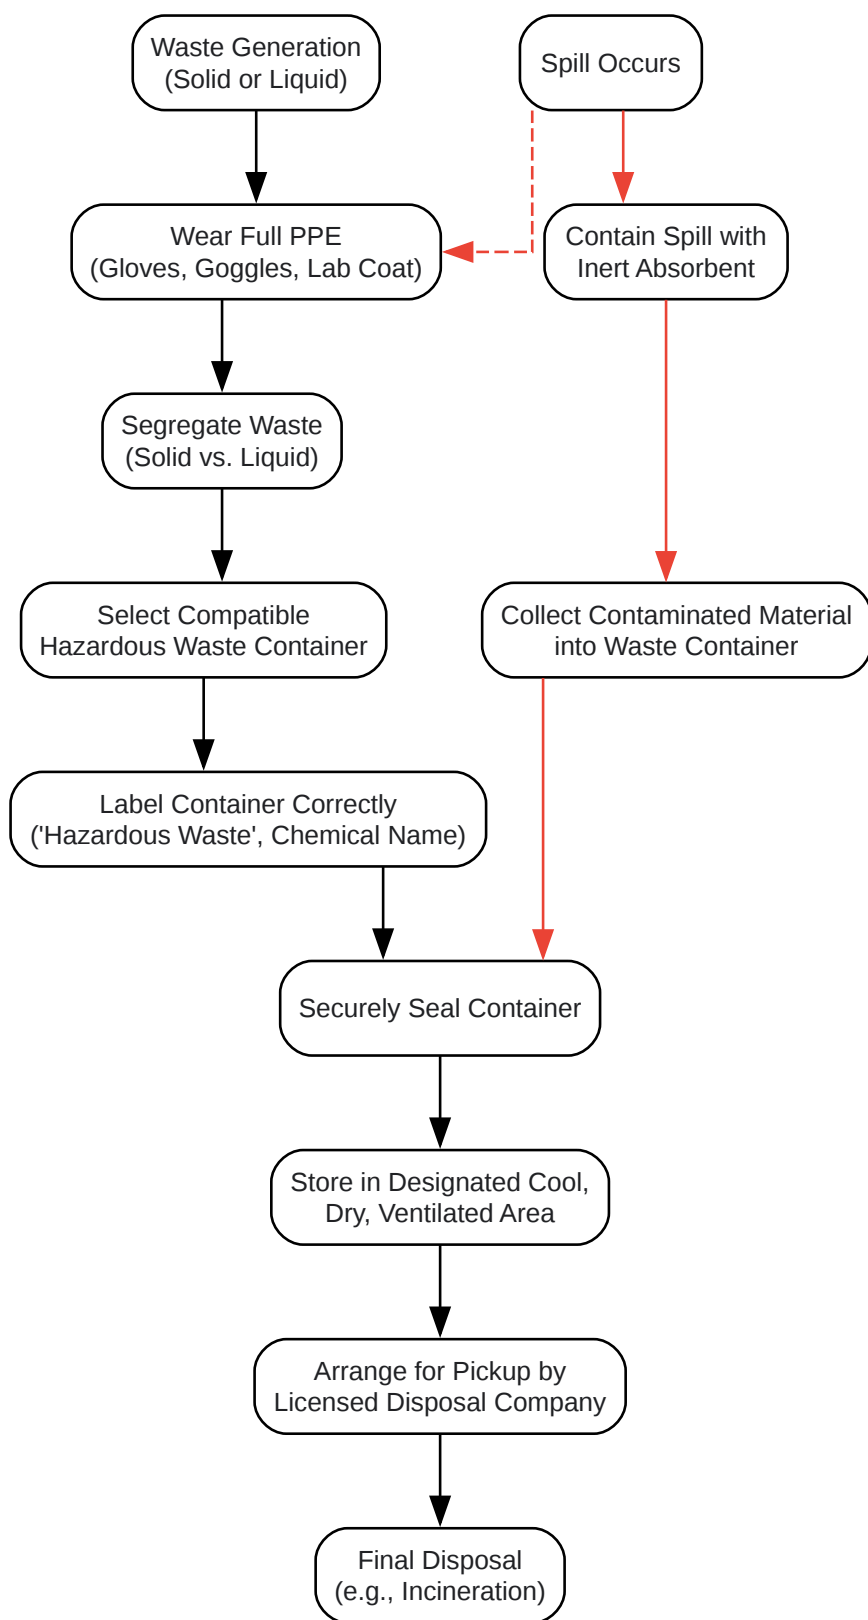 Waste Generation
(Solid or Liquid)
Spill Occurs
Wear Full PPE
(Gloves, Goggles, Lab Coat)
Contain Spill with
Inert Absorbent
Segregate Waste
(Solid vs. Liquid)
Select Compatible
Hazardous Waste Container
Collect Contaminated Material
into Waste Container
Label Container Correctly
('Hazardous Waste', Chemical Name)
Securely Seal Container
Store in Designated Cool,
Dry, Ventilated Area
Arrange for Pickup by
Licensed Disposal Company
Final Disposal
(e.g., Incineration)